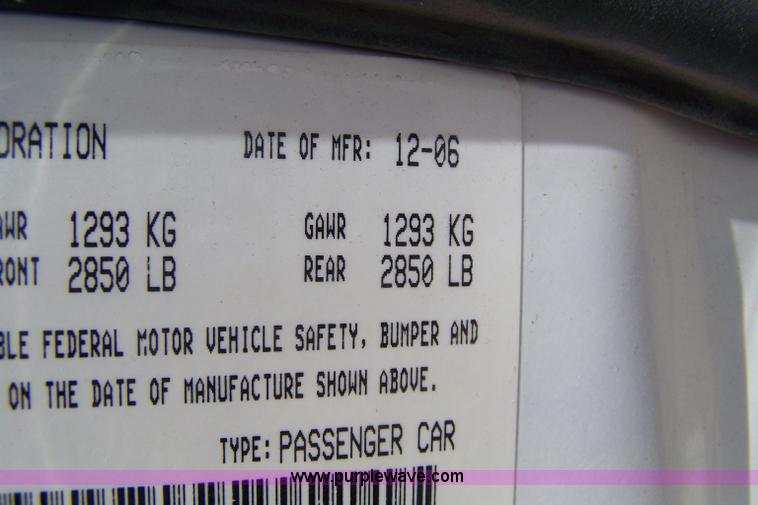 ORATION DATE OF MFR: 12-06
AWR 1293 KG GAWR 1293 KG
RONT 2850 LB REAR 2850 LB
BLE FEDERAL MOTOR VEHICLE SAFETY, BUMPER AND
ON THE DATE OF MANUFACTURE SHOWN ABOVE.
TYPE: PASSENGER CAR
www.purplewave.com